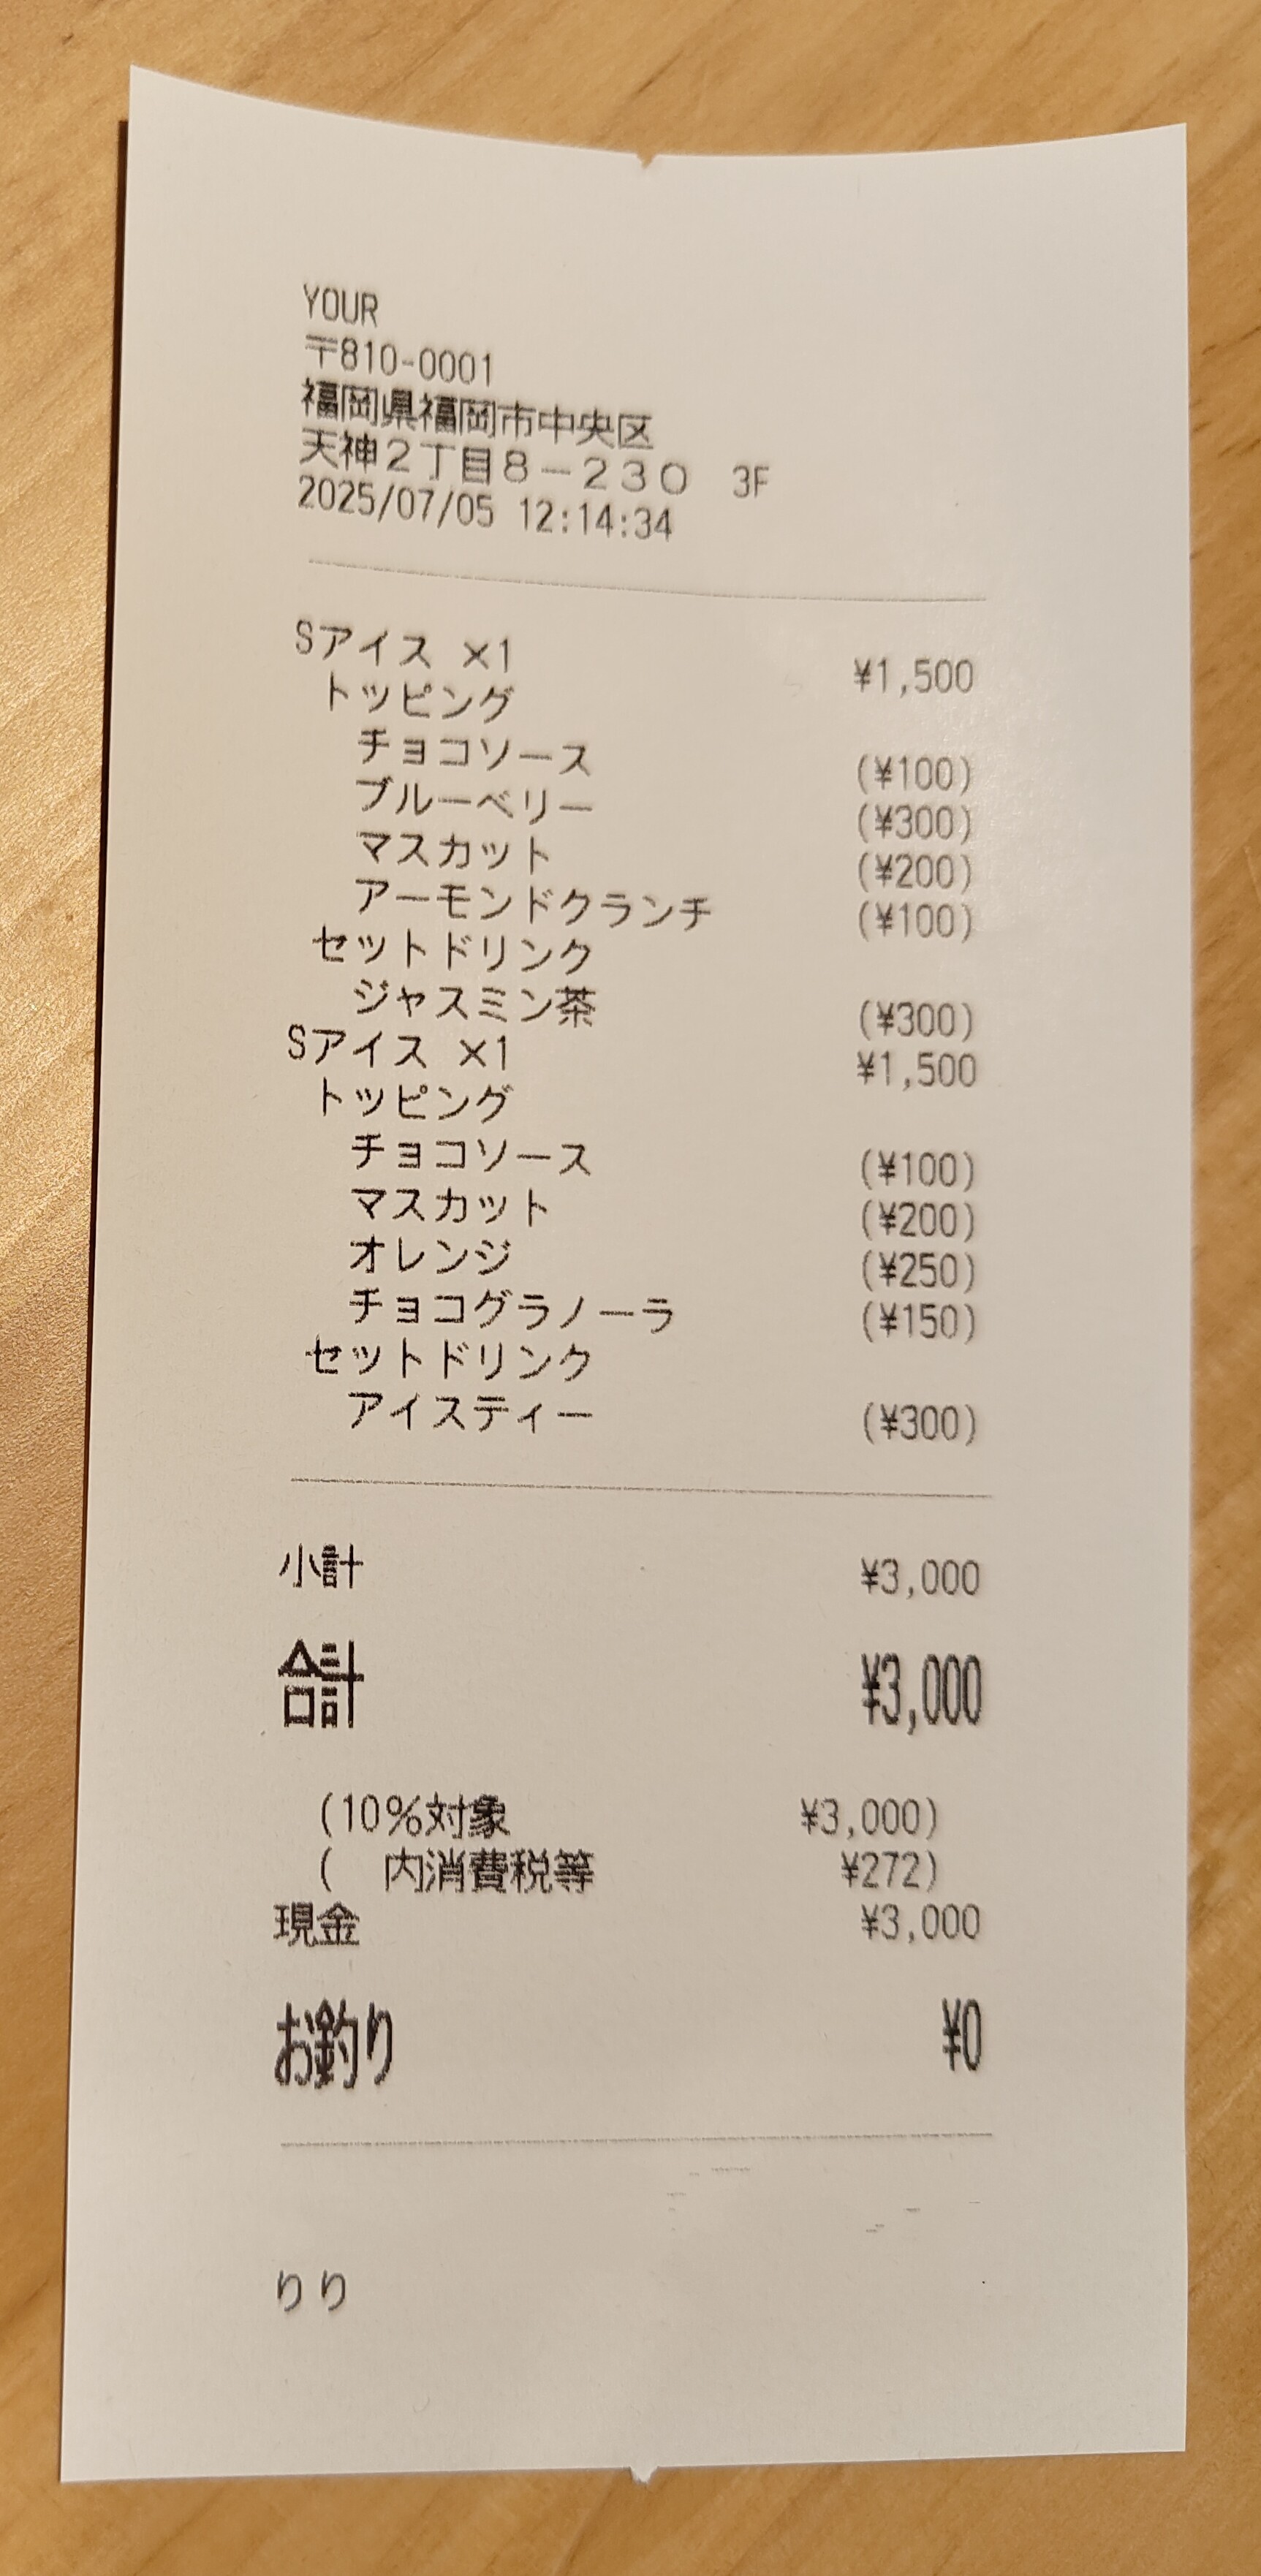 YOUR
〒810-0001
福岡県福岡市中央区
天神2丁目8-230 3F
2025/07/05 12:14:34
Sアイス ×1 ¥1,500
トッピング
チョコソース (¥100)
ブルーベリー (¥300)
マスカット (¥200)
アーモンドクランチ (¥100)
セットドリンク
ジャスミン茶 (¥300)
Sアイス ×1 ¥1,500
トッピング
チョコソース (¥100)
マスカット (¥200)
オレンジ (¥250)
チョコグラノーラ (¥150)
セットドリンク
アイスティー (¥300)
小計 ¥3,000
合計 ¥3,000
(10%対象 ¥3,000)
( 内消費税等 ¥272)
現金 ¥3,000
お釣り ¥0
りり